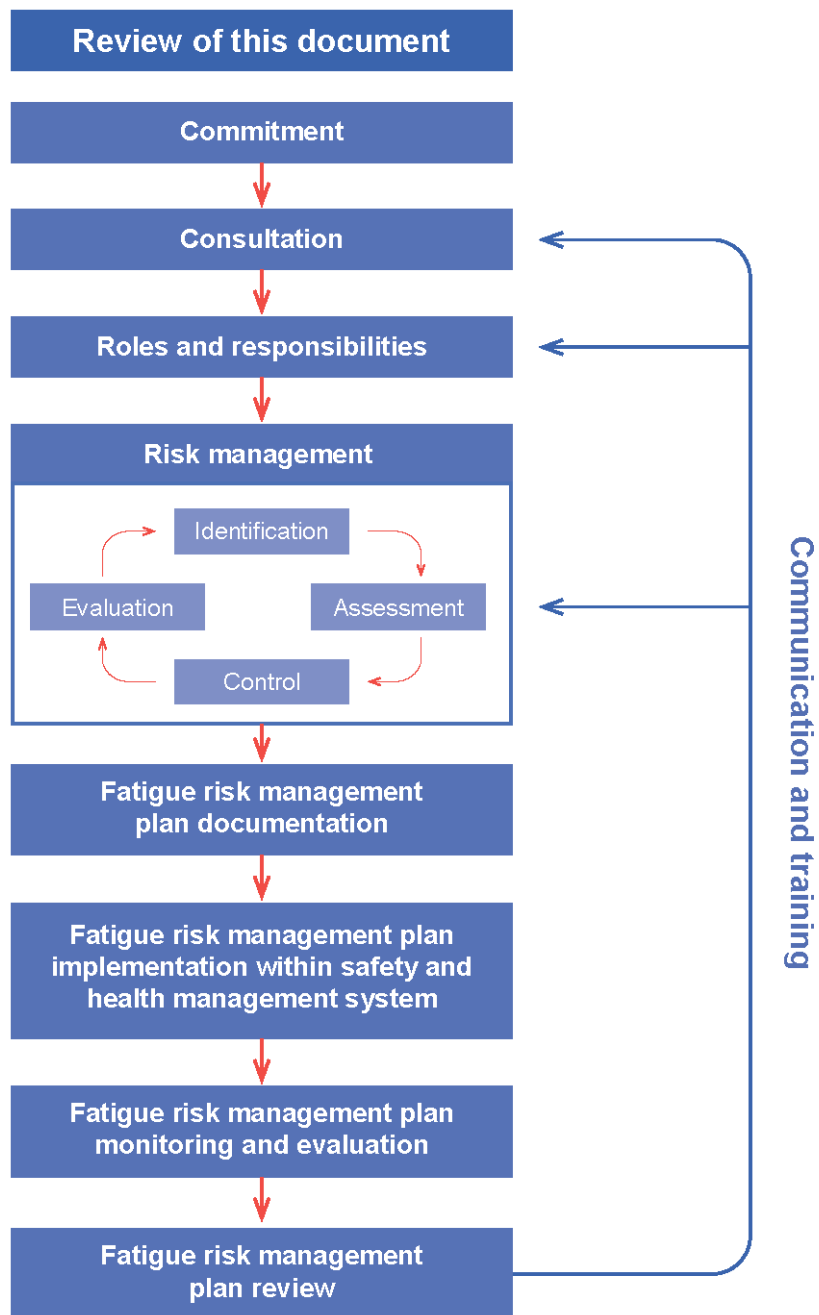 Review of this document
Commitment
Consultation
Roles and responsibilities
Risk management
Identification
Evaluation
Assessment
Control
Fatigue risk management
plan documentation
Fatigue risk management plan
implementation within safety and
health management system
Fatigue risk management plan
monitoring and evaluation
Fatigue risk management
plan review
Communication and training